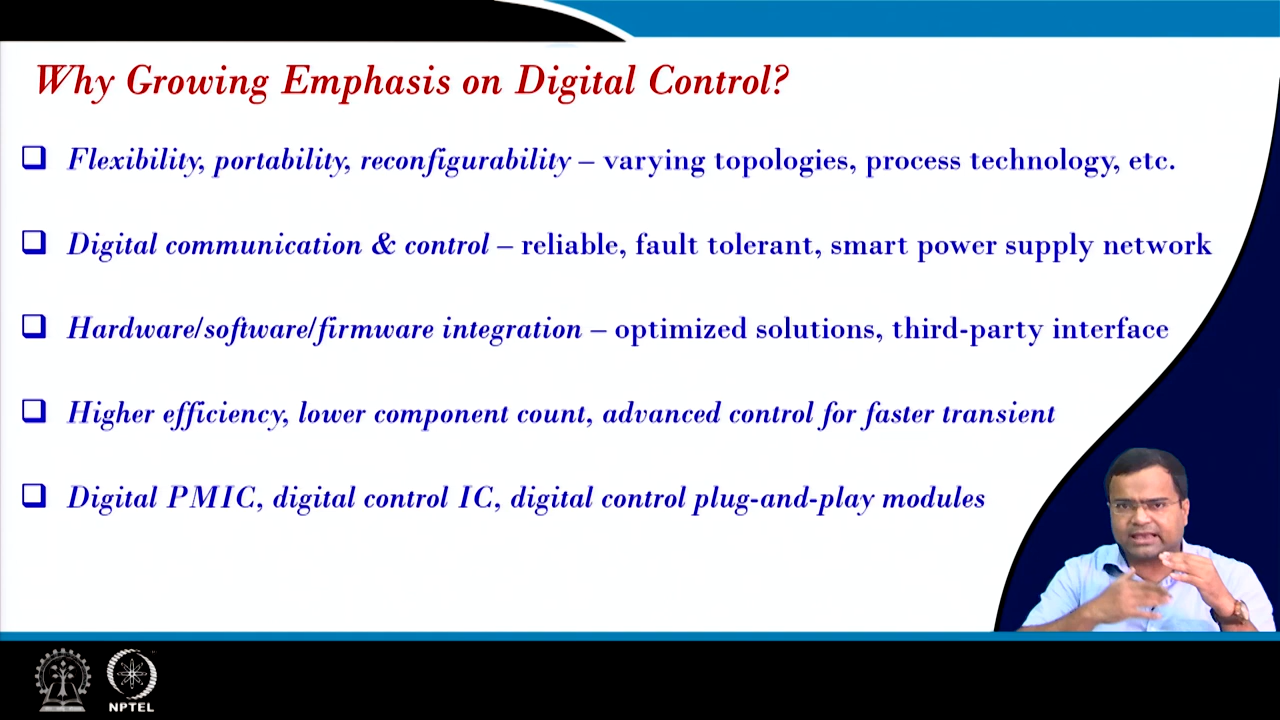 Why Growing Emphasis on Digital Control?
Flexibility, portability, reconfigurability – varying topologies, process technology, etc.
Digital communication & control – reliable, fault tolerant, smart power supply network
Hardware/software/firmware integration – optimized solutions, third-party interface
Higher efficiency, lower component count, advanced control for faster transient
Digital PMIC, digital control IC, digital control plug-and-play modules
NPTEL